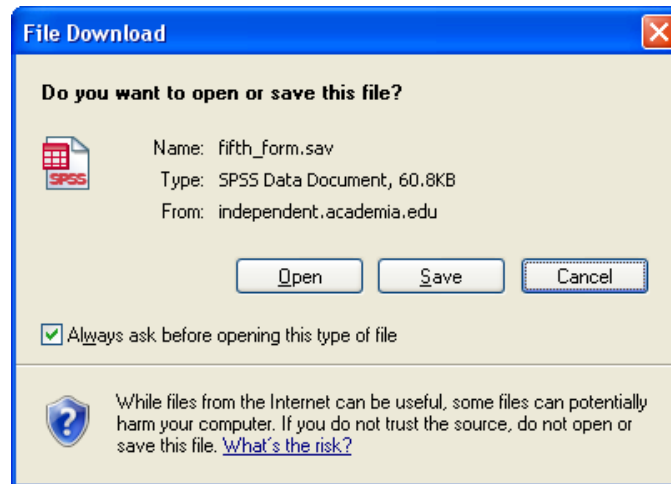 File Download
Do you want to open or save this file?
SPSS
Name: fifth_form.sav
Type: SPSS Data Document, 60.8KB
From: independent.academia.edu
Open Save Cancel
Always ask before opening this type of file
While files from the Internet can be useful, some files can potentially
harm your computer. If you do not trust the source, do not open or
save this file. What's the risk?